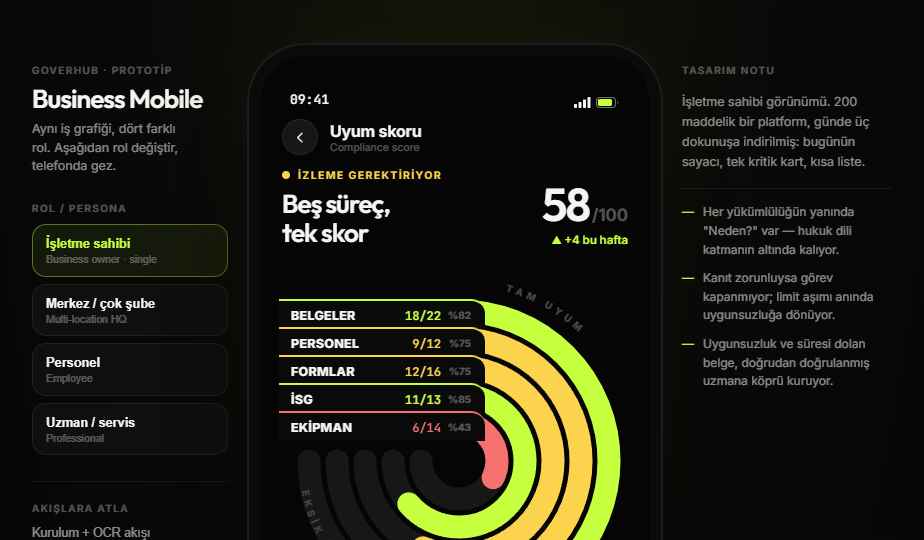 GOVERHUB · PROTOTİP
Business Mobile
Aynı iş grafiği, dört farklı
rol. Aşağıdan rol değiştir,
telefonda gez.
ROL / PERSONA
İşletme sahibi
Business owner · single
Merkez / çok şube
Multi-location HQ
Personel
Employee
Uzman / servis
Professional
AKIŞLARA ATLA
Kurulum + OCR akışı
09:41
Uyum skoru
Compliance score
İZLEME GEREKTİRİYOR
Beş süreç,
tek skor
58/100
▲ +4 bu hafta
TAM UYUM
BELGELER 18/22 %82
PERSONEL 9/12 %75
FORMLAR 12/16 %75
İSG 11/13 %85
EKİPMAN 6/14 %43
EKSİK
TASARIM NOTU
İşletme sahibi görünümü. 200
maddelik bir platform, günde üç
dokunuşa indirilmiş: bugünün
sayacı, tek kritik kart, kısa liste.
— Her yükümlülüğün yanında
"Neden?" var — hukuk dili
katmanın altında kalıyor.
— Kanıt zorunluysa görev
kapanmıyor; limit aşımı anında
uygunsuzluğa dönüyor.
— Uygunsuzluk ve süresi dolan
belge, doğrudan doğrulanmış
uzmana köprü kuruyor.